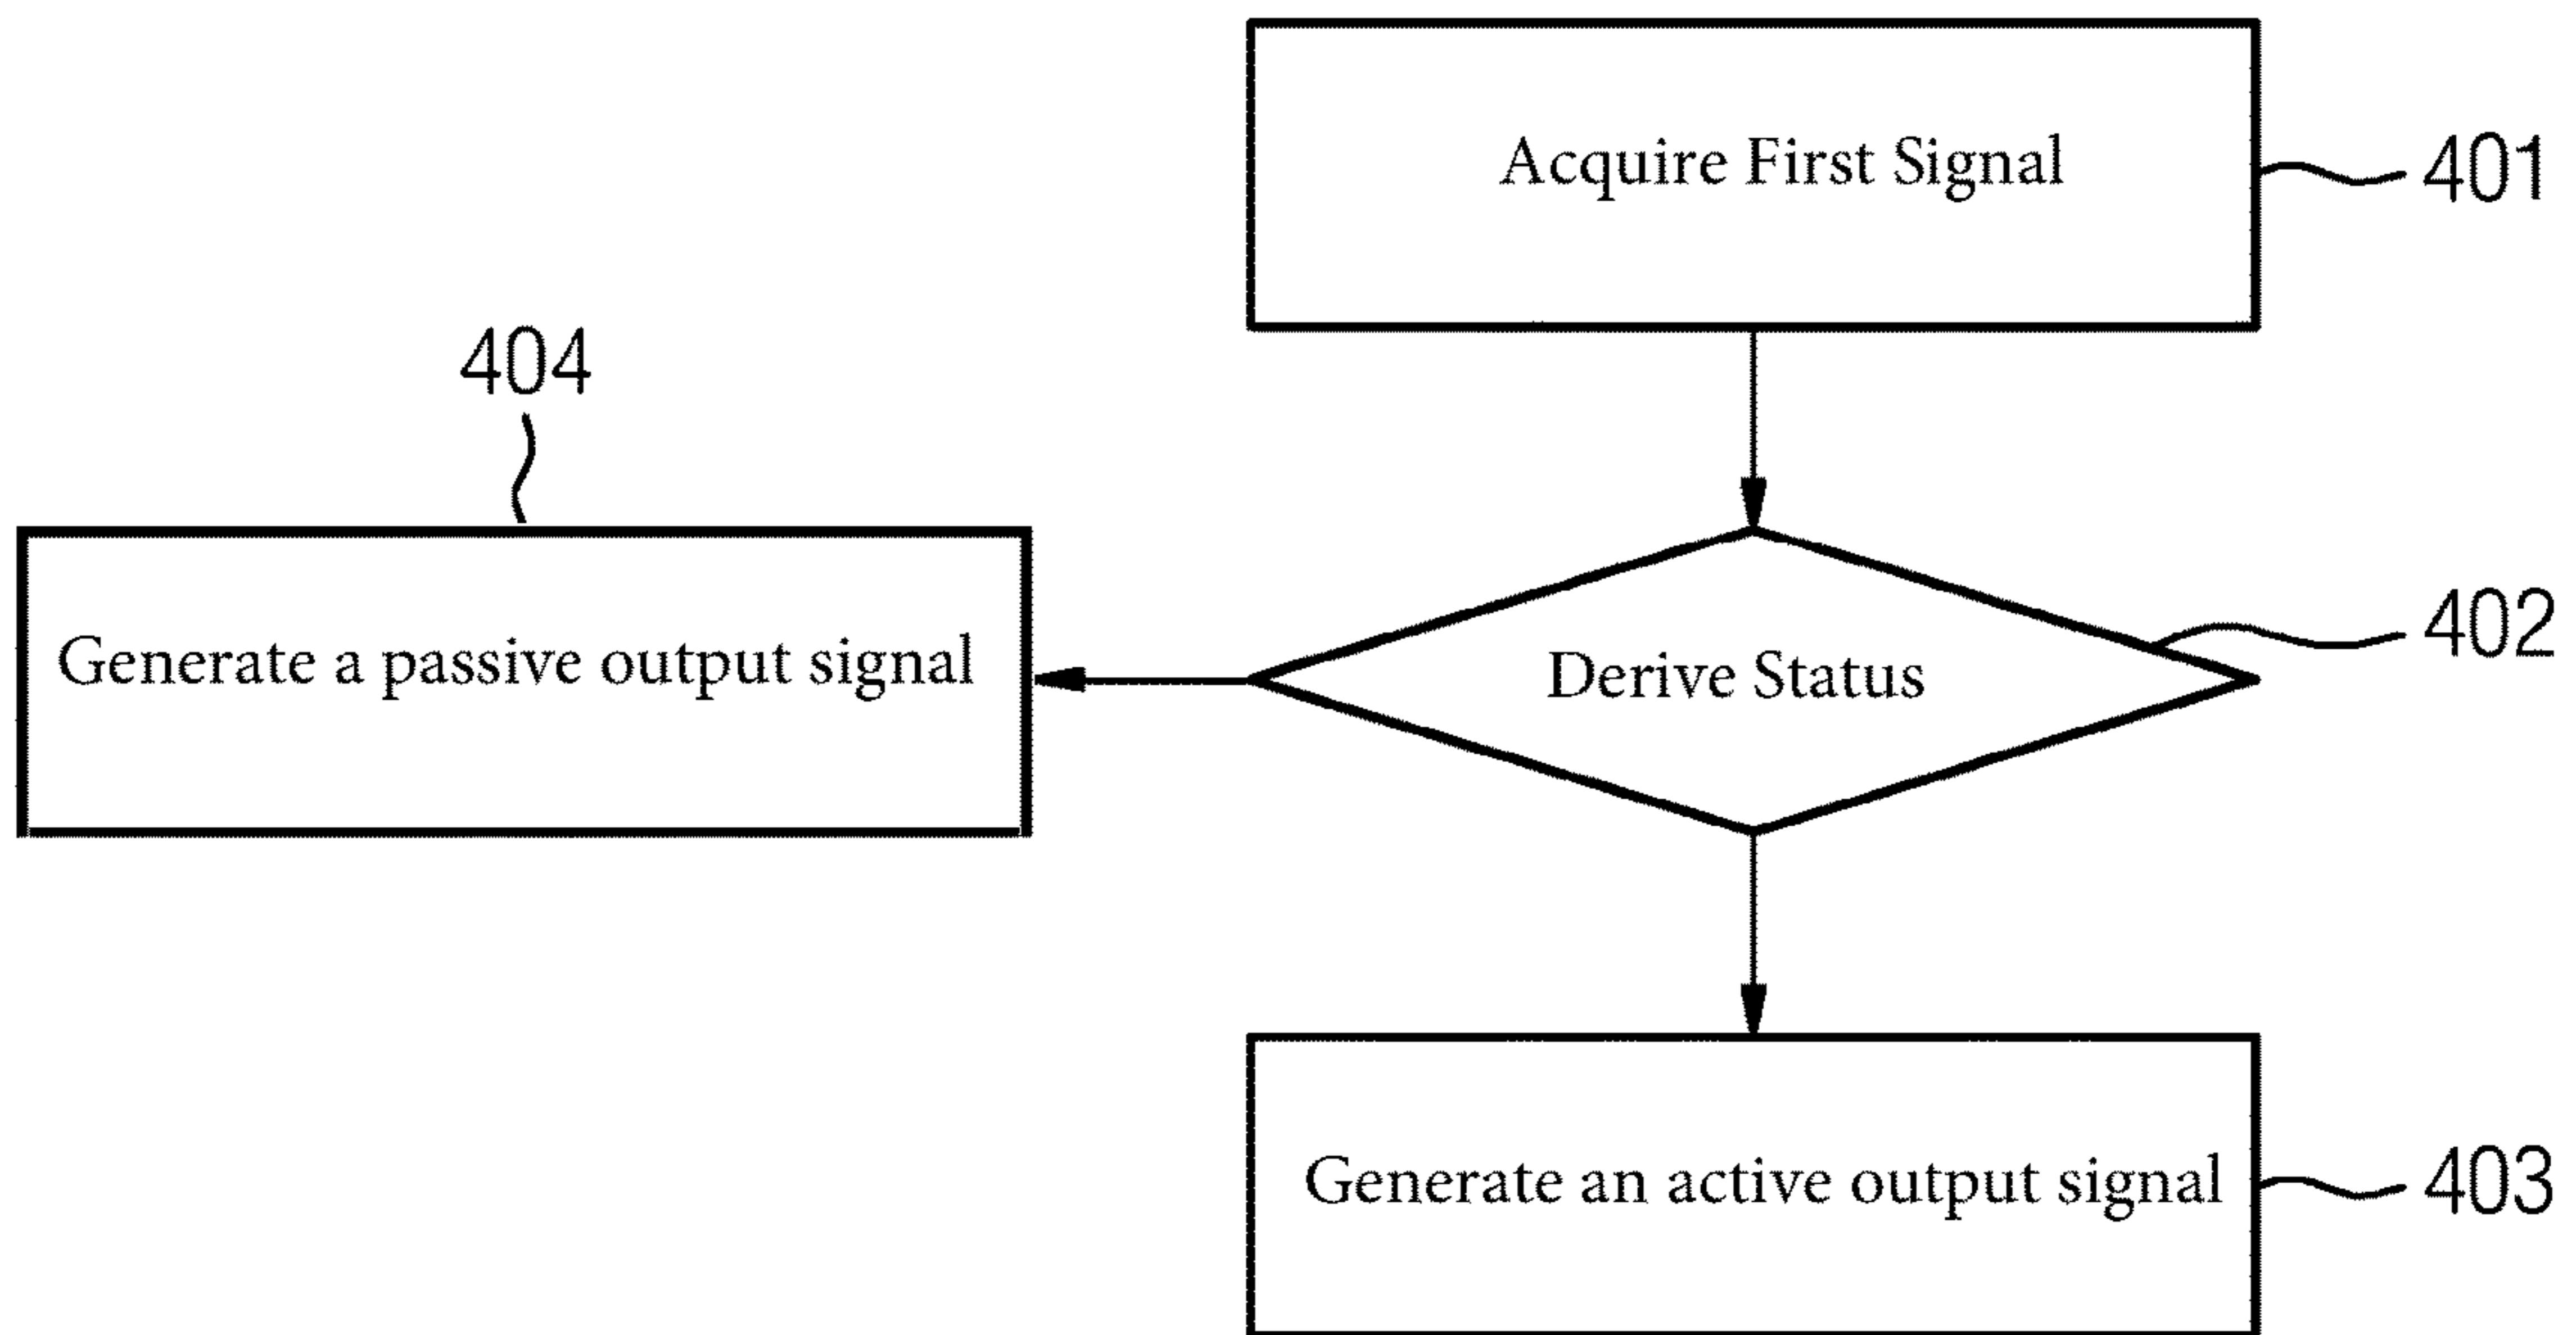 Acquire First Signal
401
404
Generate a passive output signal
Derive Status
402
Generate an active output signal
403